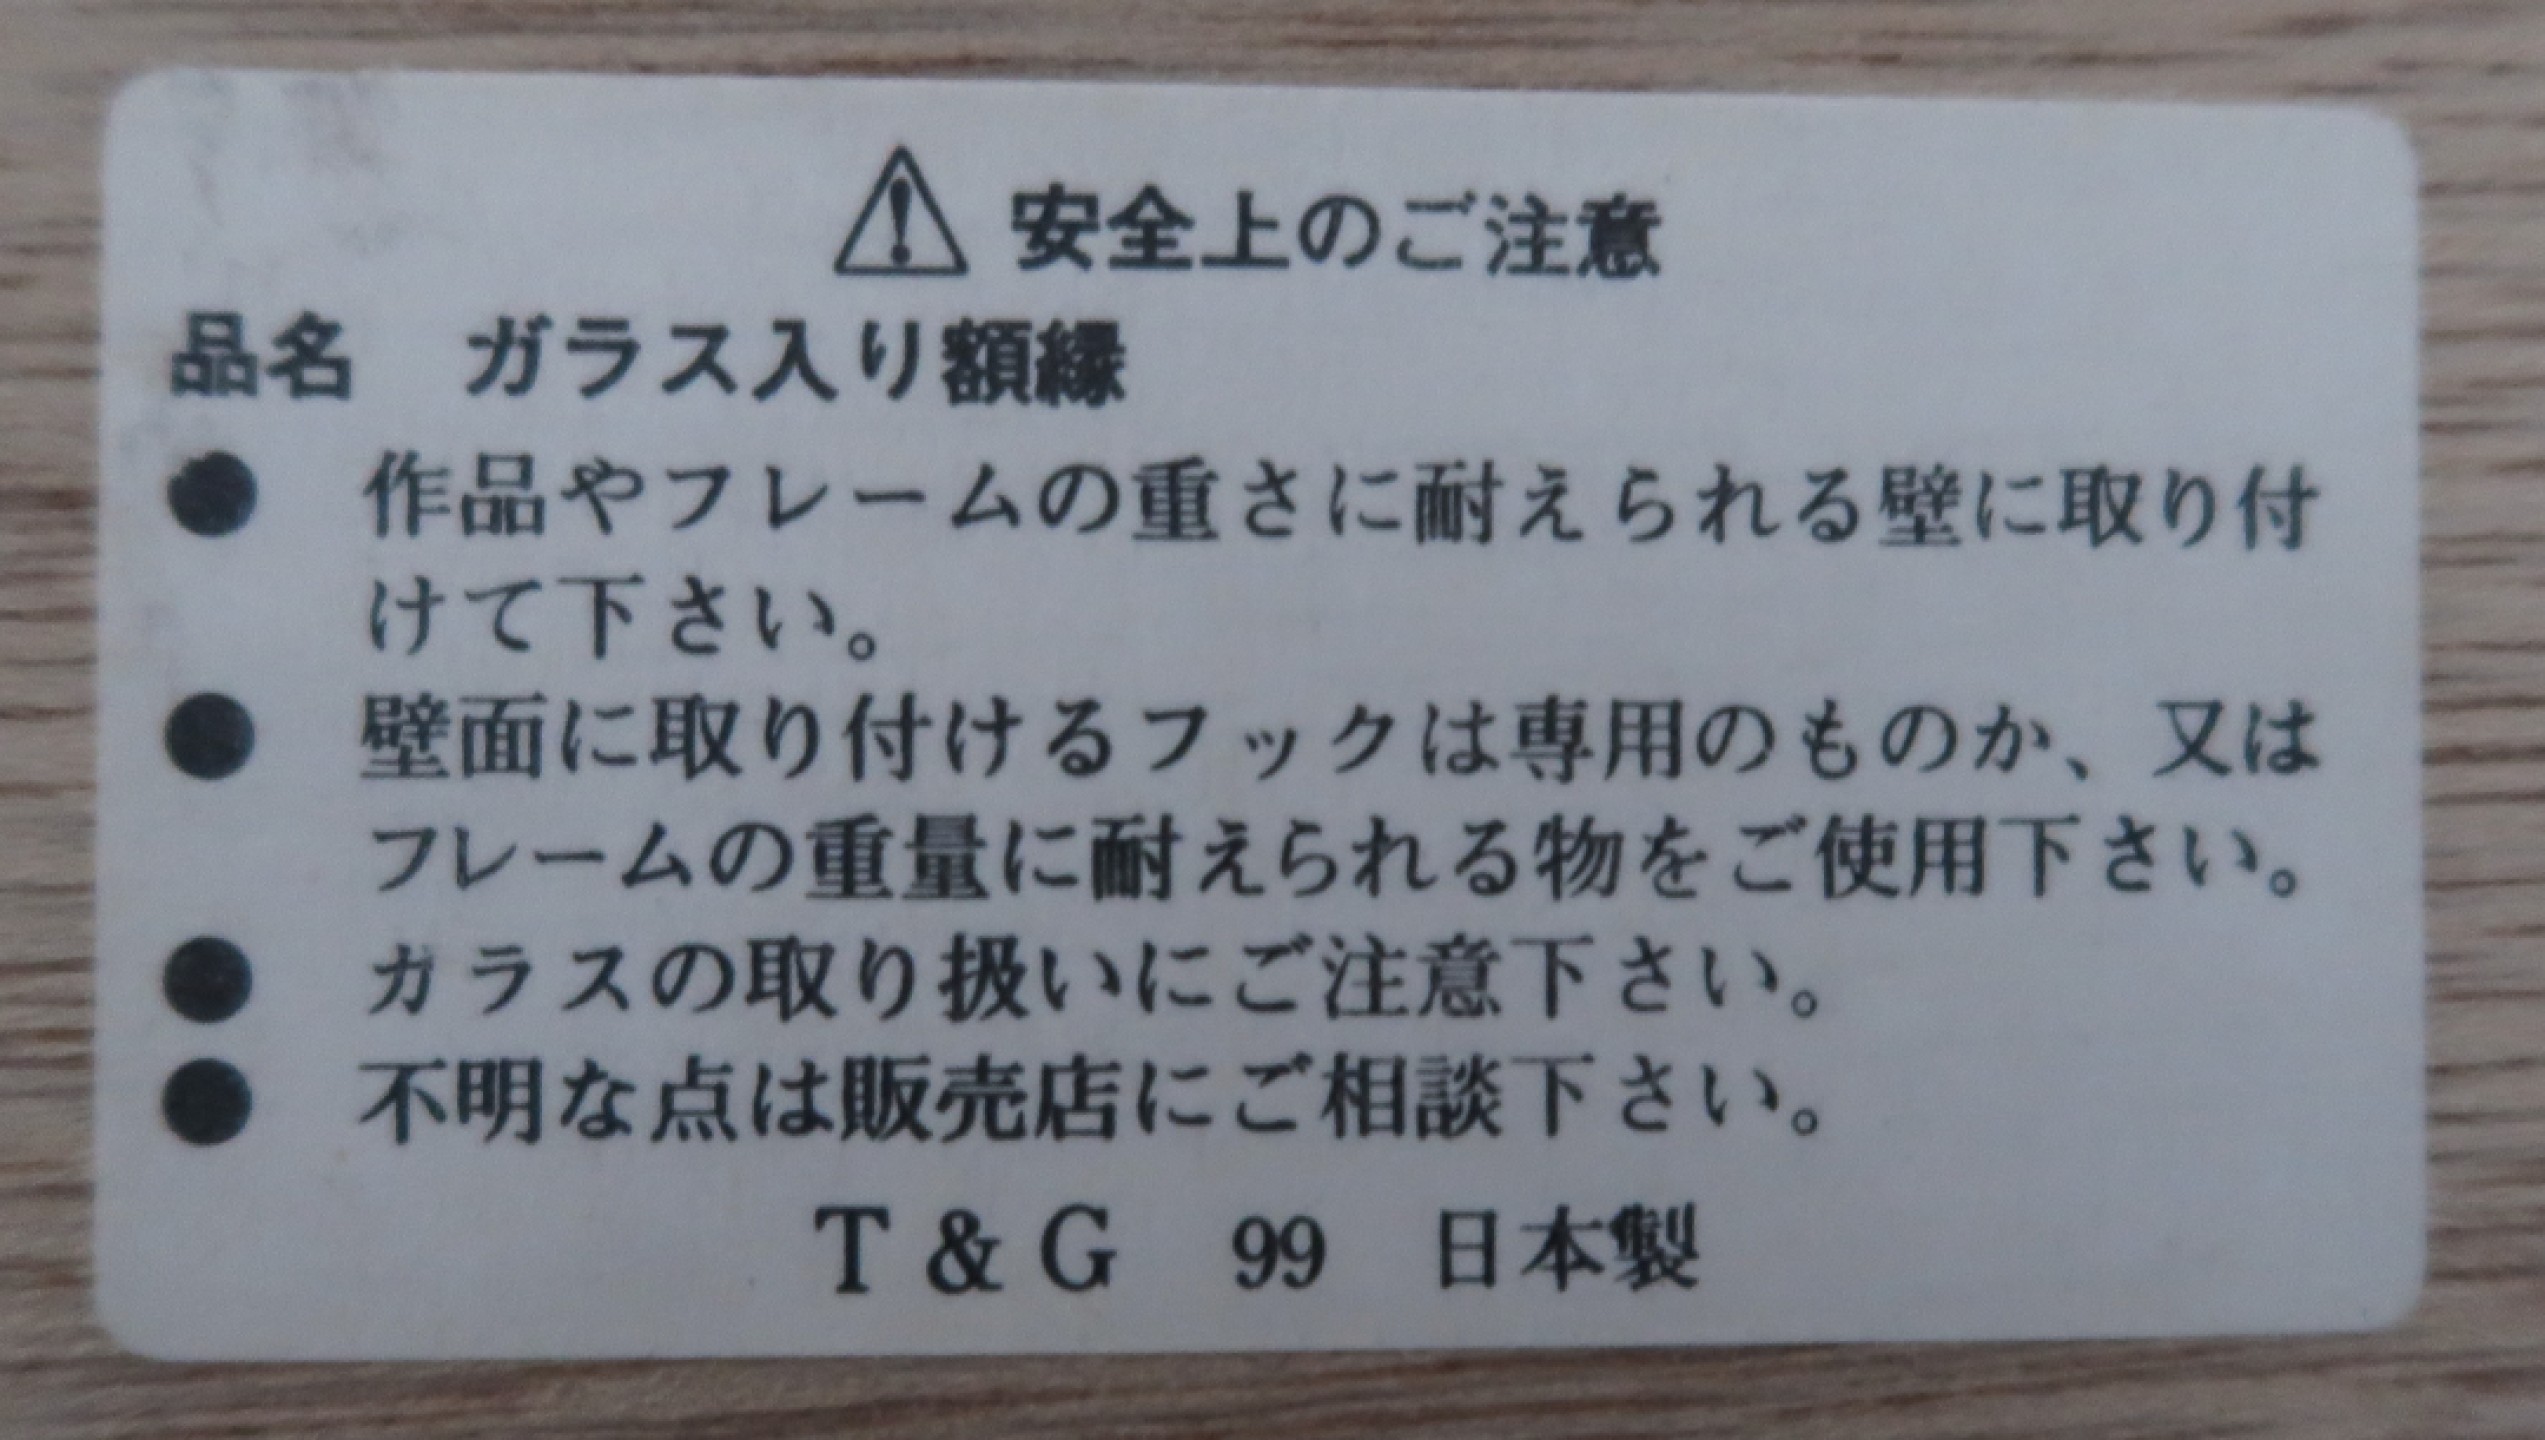 ⚠ 安全上のご注意
品名　ガラス入り額縁
● 作品やフレームの重さに耐えられる壁に取り付
けて下さい。
● 壁面に取り付けるフックは専用のものか、又は
フレームの重量に耐えられる物をご使用下さい。
● ガラスの取り扱いにご注意下さい。
● 不明な点は販売店にご相談下さい。
T＆G　99　日本製